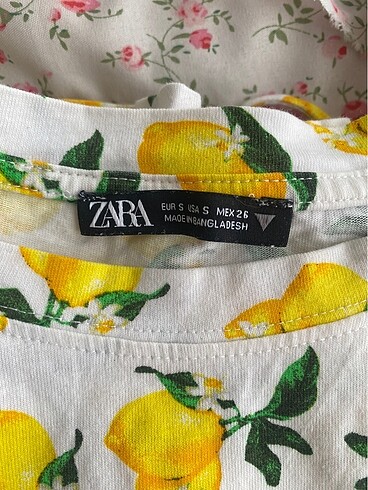 ZARA
EUR S USA S MEX 26
MADE IN BANGLADESH